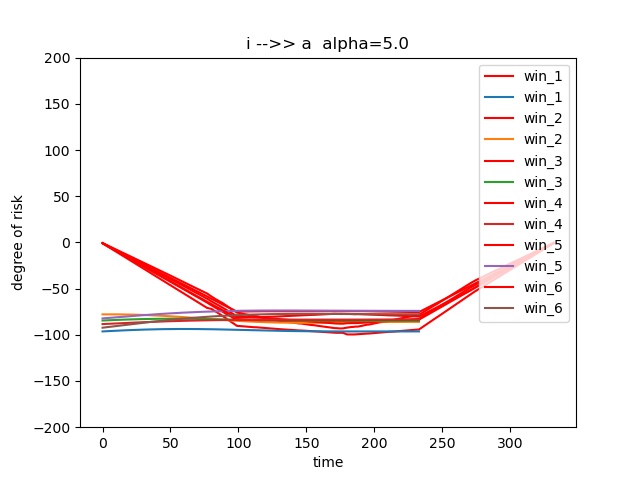 i -->> a  alpha=5.0
degree of risk
200
150
100
50
0
−50
−100
−150
−200
0
50
100
150
200
250
300
time
win_1
win_1
win_2
win_2
win_3
win_3
win_4
win_4
win_5
win_5
win_6
win_6